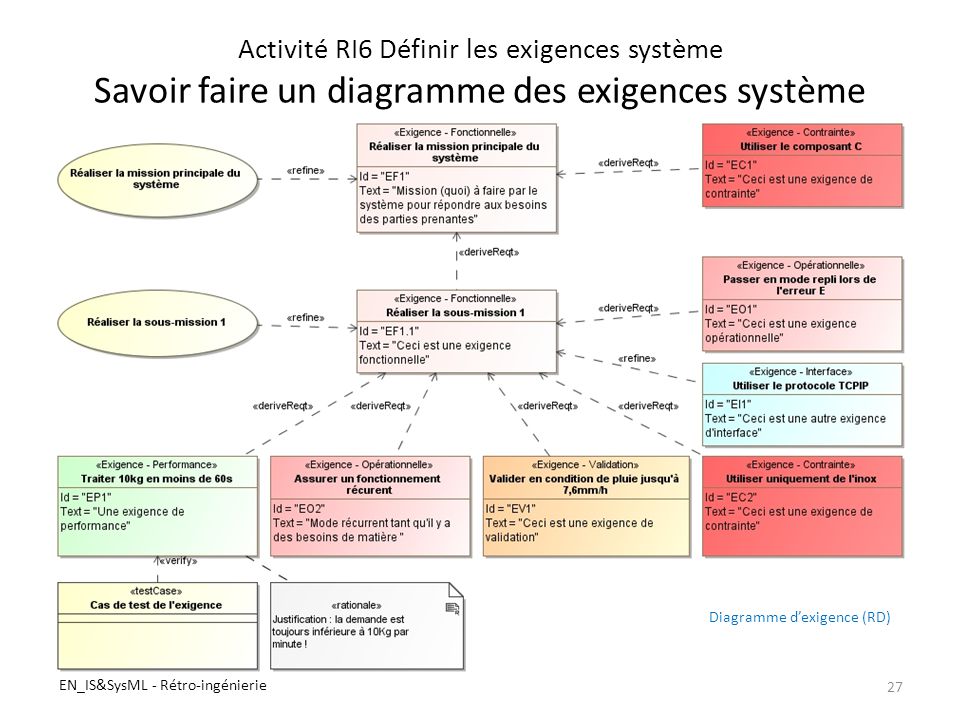 Activité RI6 Définir les exigences système
Savoir faire un diagramme des exigences système
Réaliser la mission principale du
système
«refine»
«Exigence - Fonctionnelle»
Réaliser la mission principale du
système
Id = "EF1"
Text = "Mission (quoi) à faire par le
système pour répondre aux besoins
des parties prenantes"
«deriveReqt»
«Exigence - Contrainte»
Utiliser le composant C
Id = "EC1"
Text = "Ceci est une exigence de
contrainte"
«deriveReqt»
Réaliser la sous-mission 1
«refine»
«Exigence - Fonctionnelle»
Réaliser la sous-mission 1
Id = "EF1.1"
Text = "Ceci est une exigence
fonctionnelle"
«deriveReqt»
«Exigence - Opérationnelle»
Passer en mode repli lors de
l'erreur E
Id = "EO1"
Text = "Ceci est une exigence
opérationnelle"
«refine»
«Exigence - Interface»
Utiliser le protocole TCPIP
Id = "EI1"
Text = "Ceci est une autre exigence
d'interface"
«deriveReqt»
«deriveReqt»
«deriveReqt»
«deriveReqt»
«Exigence - Performance»
Traiter 10kg en moins de 60s
Id = "EP1"
Text = "Une exigence de
performance"
«Exigence - Opérationnelle»
Assurer un fonctionnement
récurent
Id = "EO2"
Text = "Mode récurrent tant qu'il y a
des besoins de matière "
«Exigence - Validation»
Valider en condition de pluie jusqu'à
7,6mm/h
Id = "EV1"
Text = "Ceci est une exigence de
validation"
«Exigence - Contrainte»
Utiliser uniquement de l'inox
Id = "EC2"
Text = "Ceci est une exigence de
contrainte"
«verify»
«testCase»
Cas de test de l'exigence
«rationale»
Justification : la demande est
toujours inférieure à 10Kg par
minute !
Diagramme d'exigence (RD)
EN_IS&SysML - Rétro-ingénierie
27